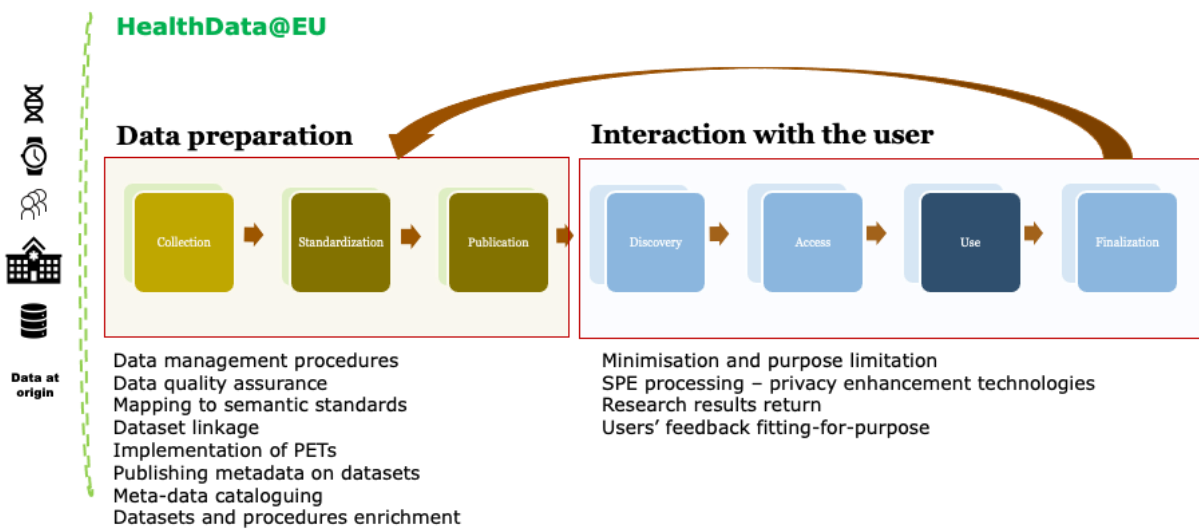 HealthData@EU
Data preparation
Interaction with the user
Collection
Standardization
Publication
Discovery
Access
Use
Finalization
Data at
origin
Data management procedures
Data quality assurance
Mapping to semantic standards
Dataset linkage
Implementation of PETs
Publishing metadata on datasets
Meta-data cataloguing
Datasets and procedures enrichment
Minimisation and purpose limitation
SPE processing – privacy enhancement technologies
Research results return
Users’ feedback fitting-for-purpose